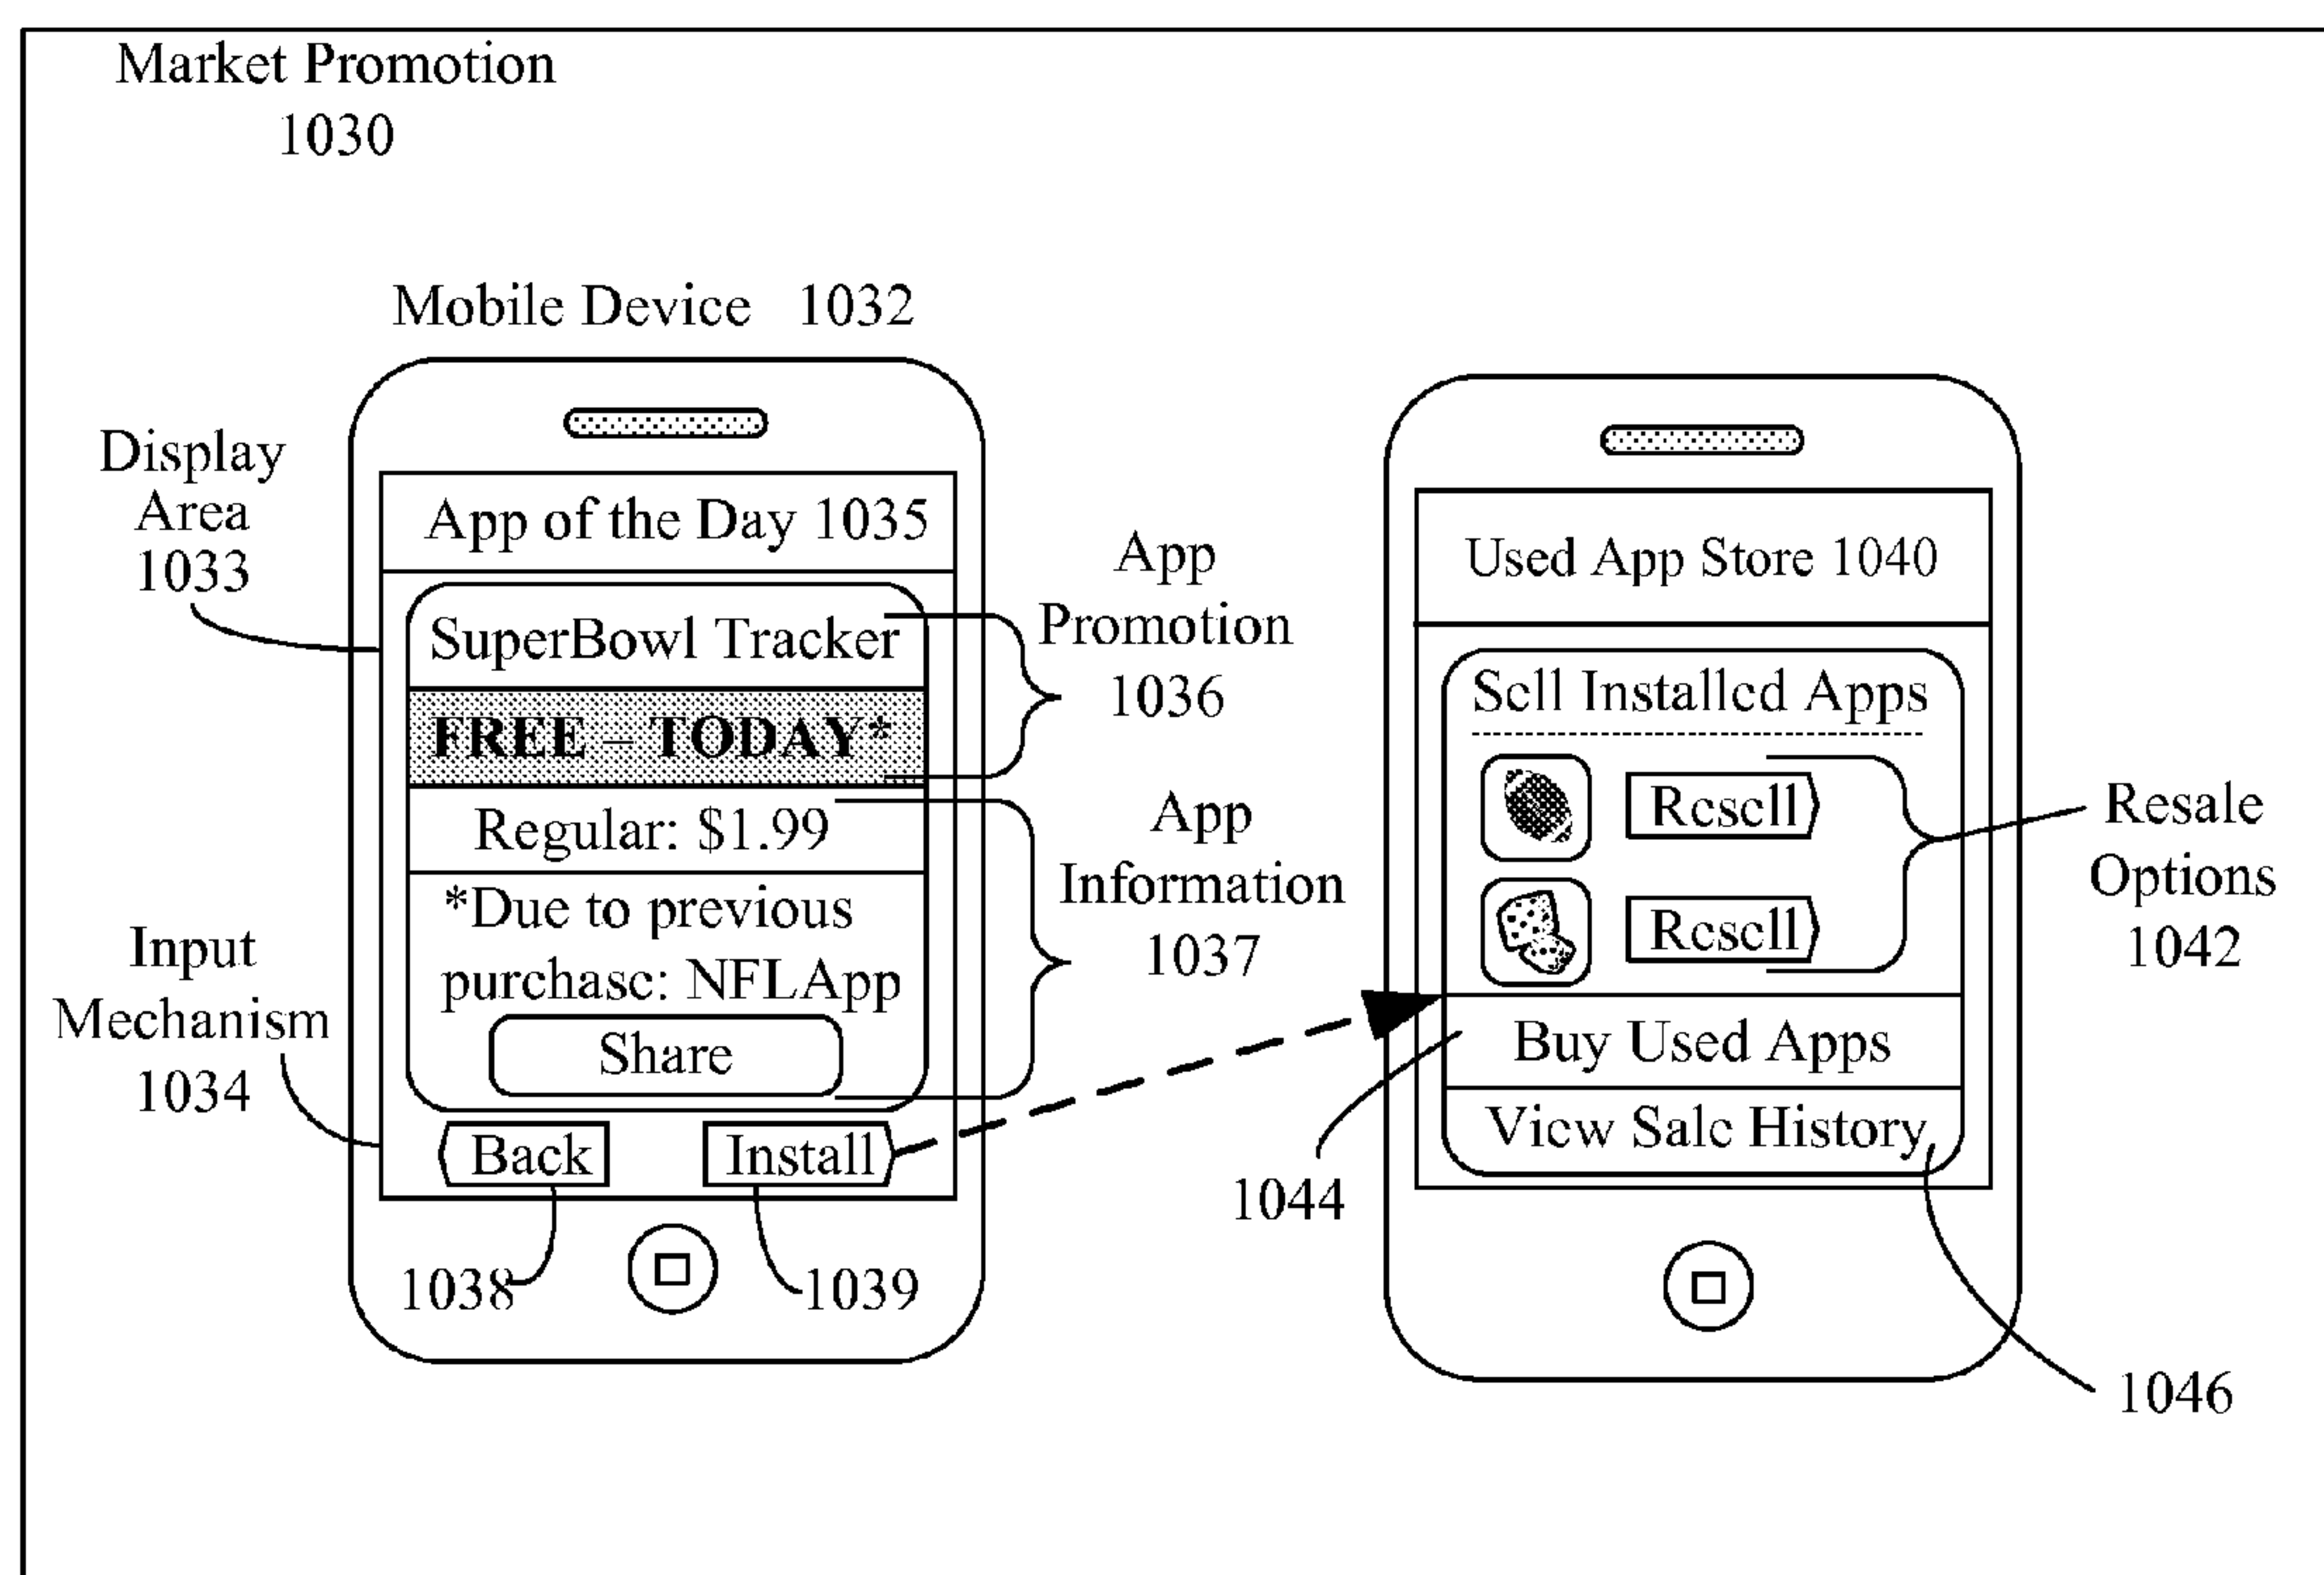 Market Promotion
1030
Mobile Device 1032
Display
Area
1033
App of the Day 1035
SuperBowl Tracker
FREE – TODAY*
Regular: $1.99
*Due to previous
purchase: NFLApp
Share
Back
Install
Input
Mechanism
1034
1038
1039
App
Promotion
1036
App
Information
1037
Used App Store 1040
Sell Installed Apps
Resell
Resell
Buy Used Apps
View Sale History
Resale
Options
1042
1044
1046